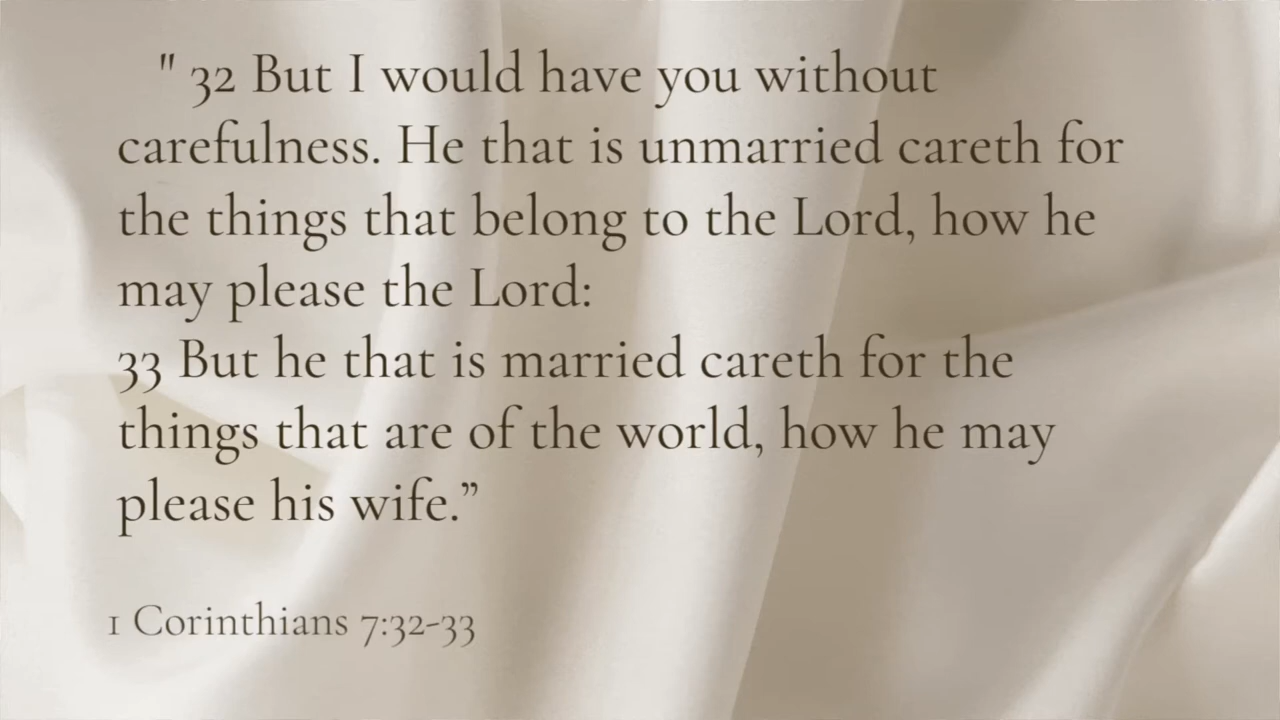 " 32 But I would have you without
carefulness. He that is unmarried careth for
the things that belong to the Lord, how he
may please the Lord:
33 But he that is married careth for the
things that are of the world, how he may
please his wife.”
1 Corinthians 7:32-33